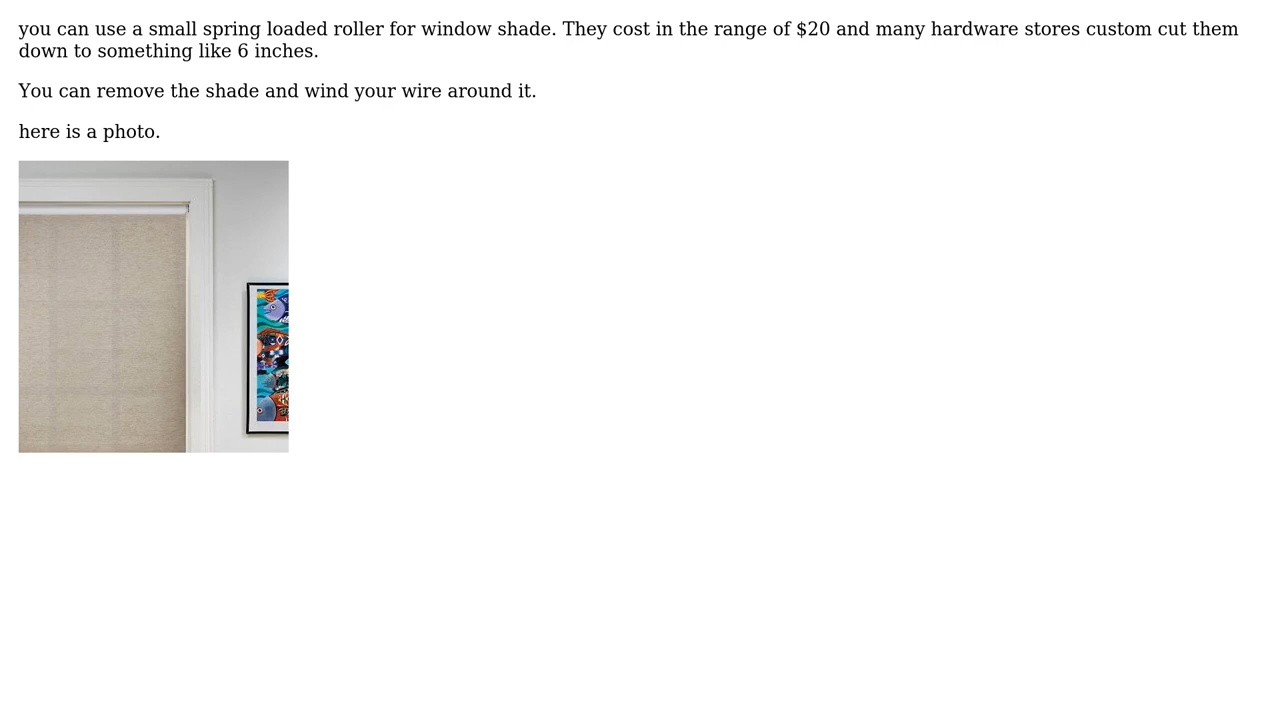 you can use a small spring loaded roller for window shade. They cost in the range of $20 and many hardware stores custom cut them
down to something like 6 inches.
You can remove the shade and wind your wire around it.
here is a photo.